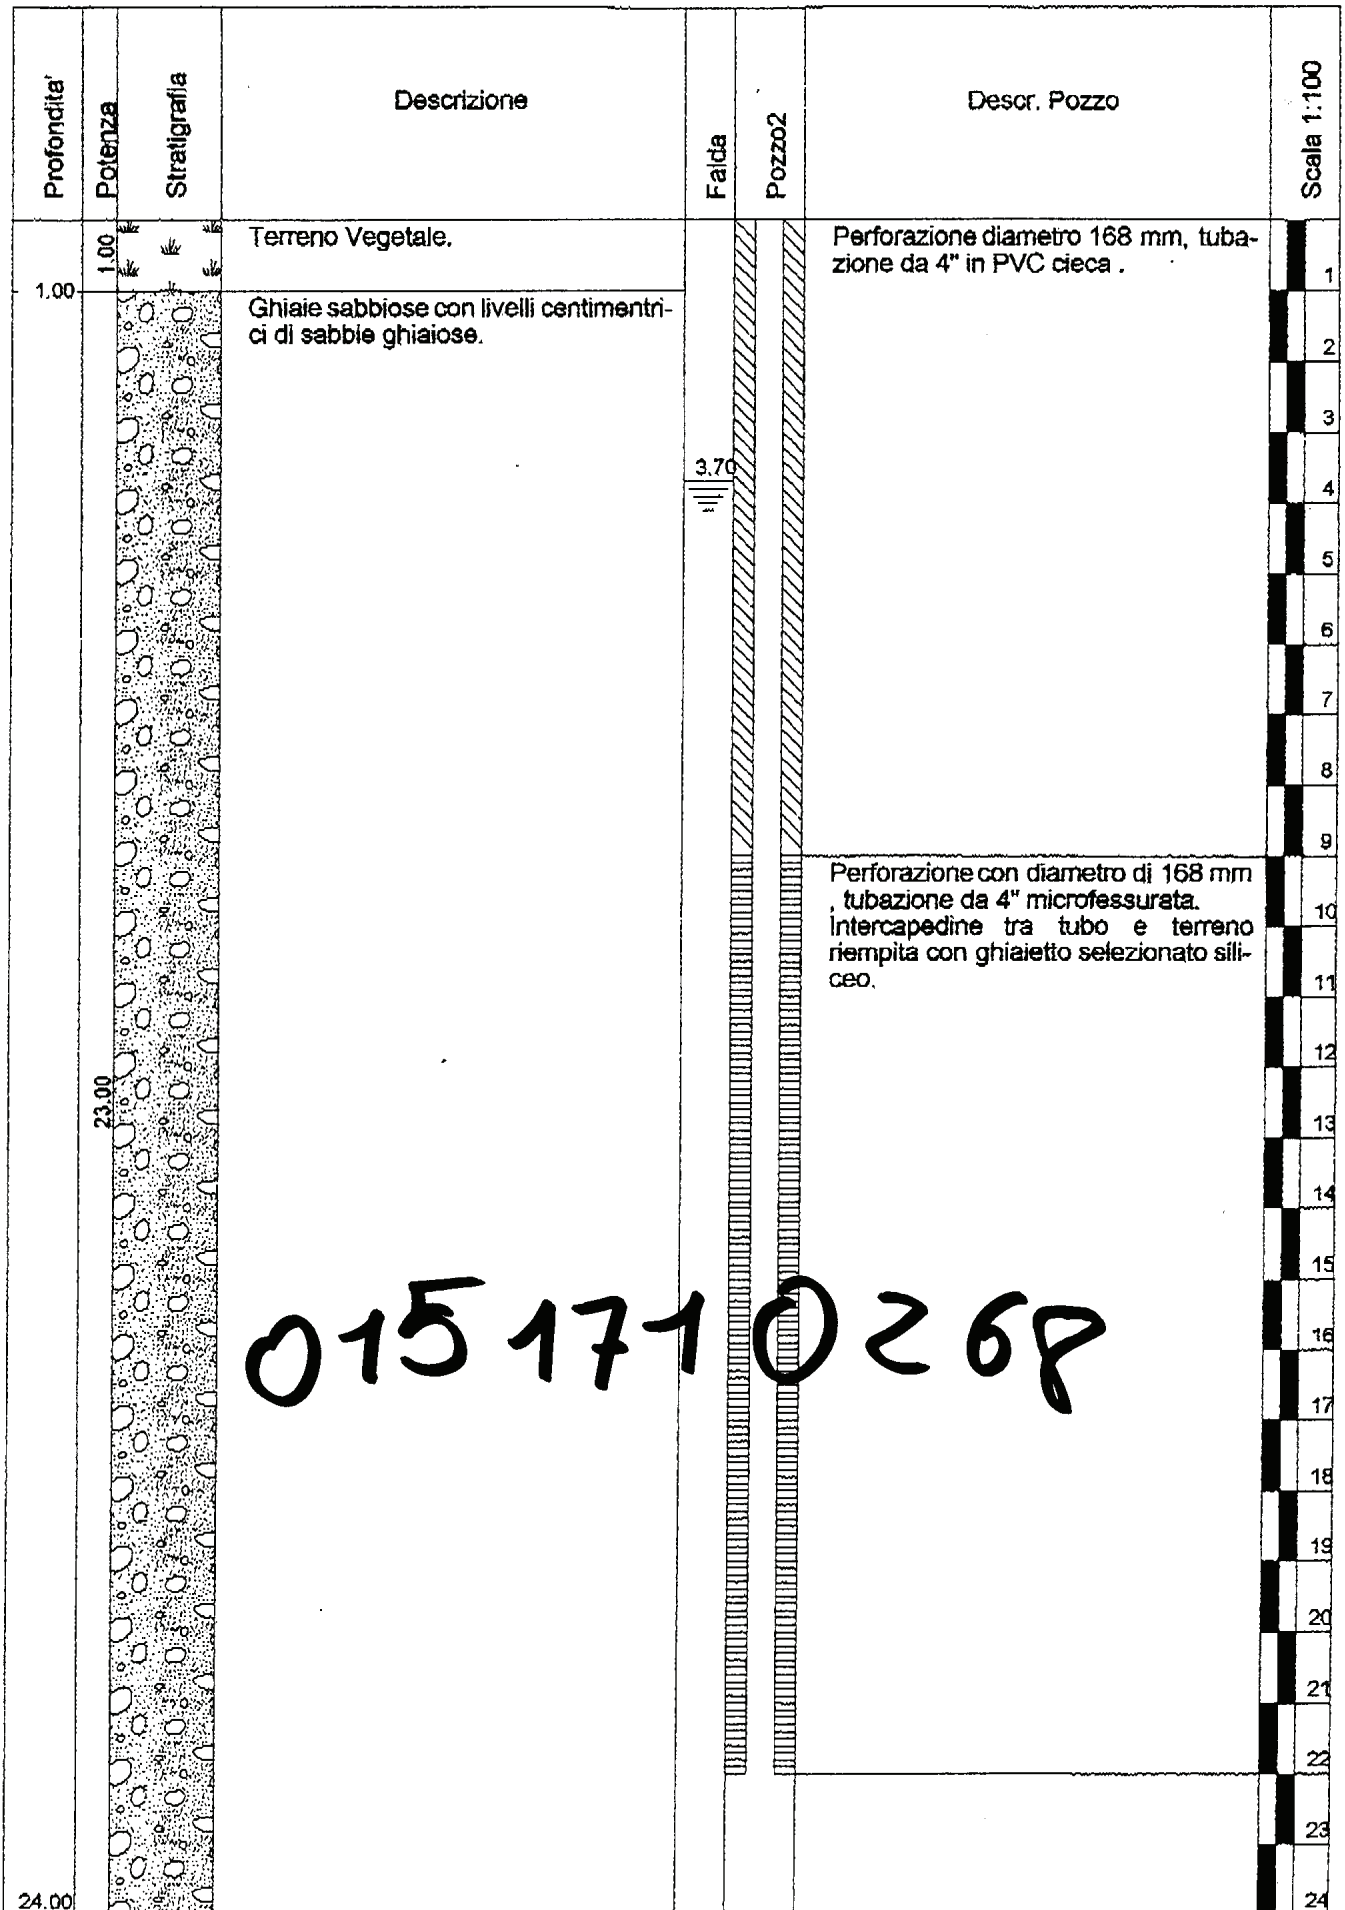 Profondita'
Potenza
Stratigrafia
Descrizione
Falda
Pozzo2
Descr. Pozzo
Scala 1:100
1.00
1.00
Terreno Vegetale.
Ghiaie sabbiose con livelli centimentri-
ci di sabbie ghiaiose.
3.70
Perforazione diametro 168 mm, tuba-
zione da 4" in PVC cieca .
Perforazione con diametro di 168 mm
, tubazione da 4" microfessurata.
Intercapedine tra tubo e terreno
riempita con ghiaietto selezionato sili-
ceo.
23.00
0151710268
24.00
1
2
3
4
5
6
7
8
9
10
11
12
13
14
15
16
17
18
19
20
21
22
23
24